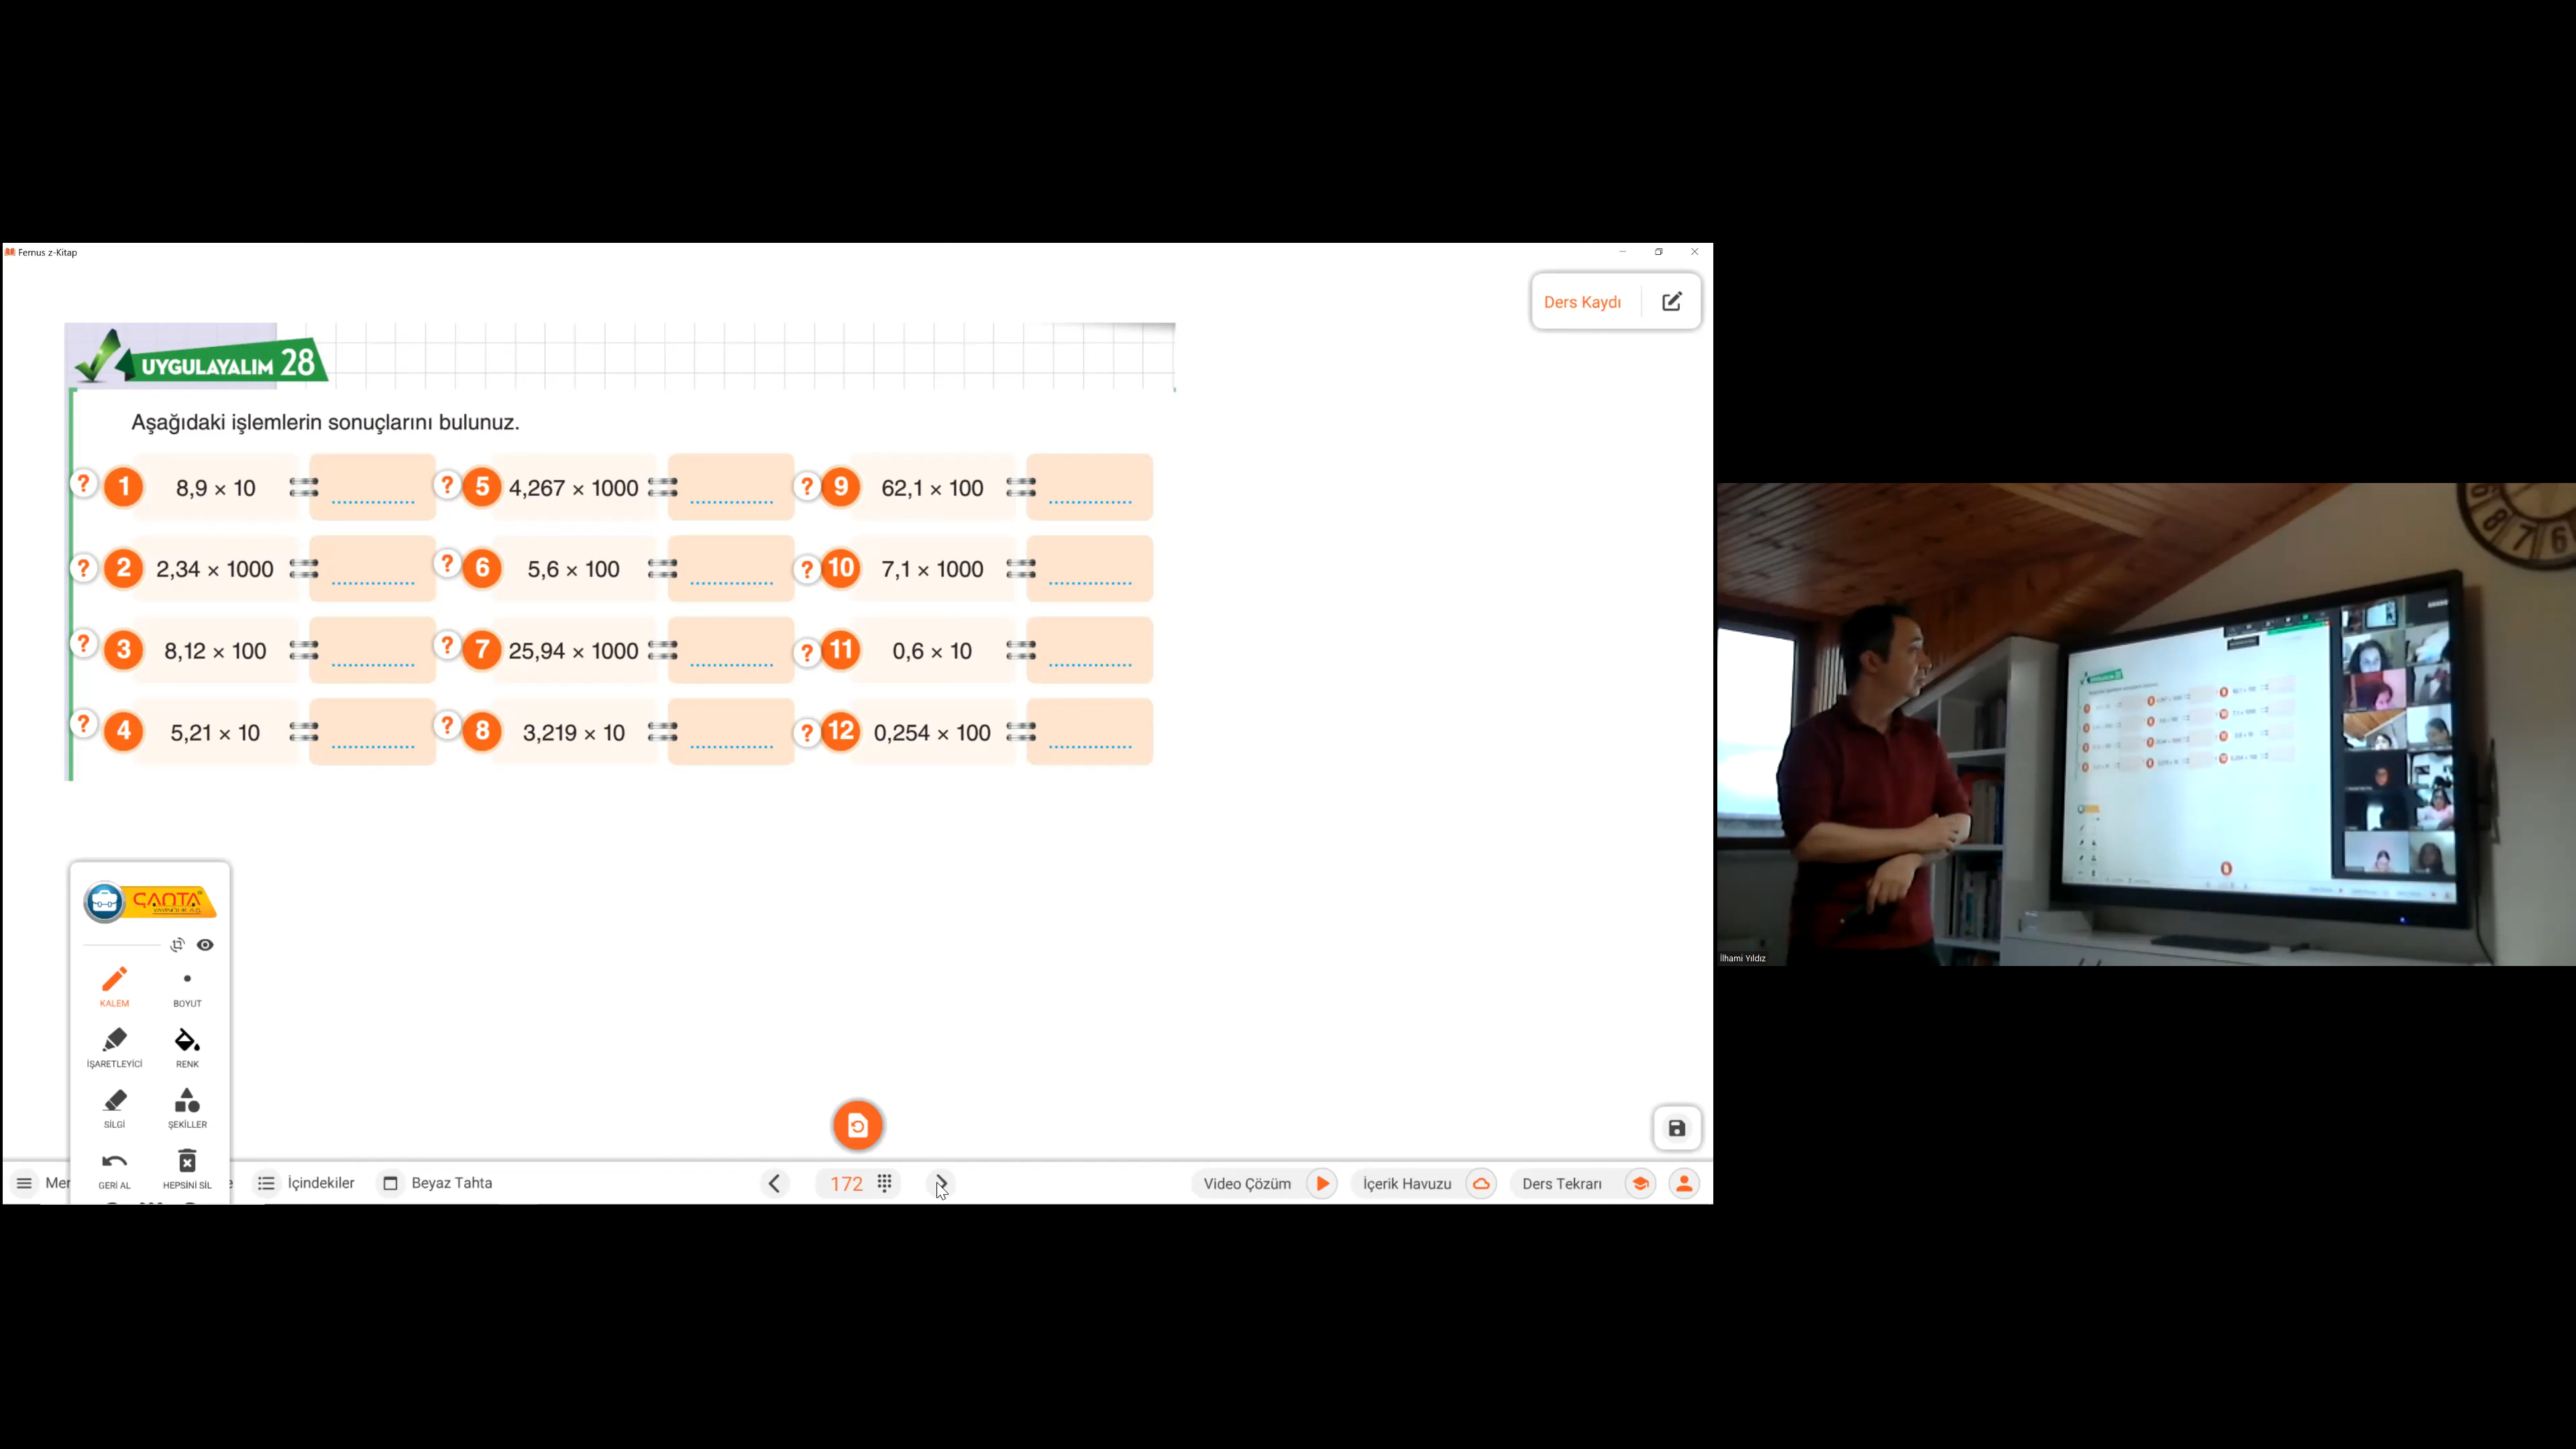 Fernus z-Kitap
Ders Kaydı
UYGULAYALIM 28
Aşağıdaki işlemlerin sonuçlarını bulunuz.
? 1 8,9 × 10 = ..............
? 5 4,267 × 1000 = ..............
? 9 62,1 × 100 = ..............
? 2 2,34 × 1000 = ..............
? 6 5,6 × 100 = ..............
? 10 7,1 × 1000 = ..............
? 3 8,12 × 100 = ..............
? 7 25,94 × 1000 = ..............
? 11 0,6 × 10 = ..............
? 4 5,21 × 10 = ..............
? 8 3,219 × 10 = ..............
? 12 0,254 × 100 = ..............
ÇANTA
YAYINCILIK A.Ş.
KALEM BOYUT
İŞARETLEYİCİ RENK
SİLGİ ŞEKİLLER
GERİ AL HEPSİNİ SİL
İçindekiler Beyaz Tahta 172 Video Çözüm İçerik Havuzu Ders Tekrarı
İlhami Yıldız